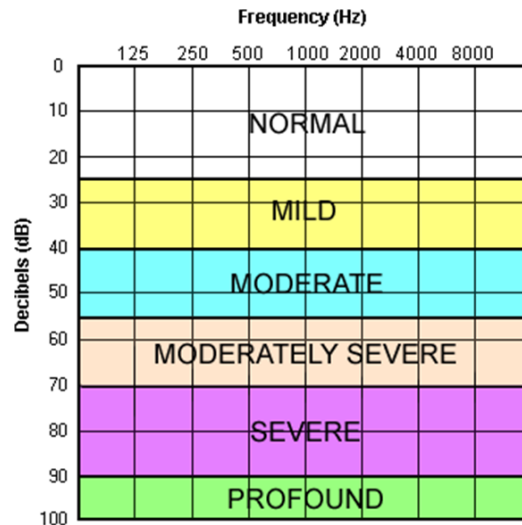 Frequency (Hz)
125 250 500 1000 2000 4000 8000
0
10
NORMAL
20
30
MILD
Decibels (dB)
40
MODERATE
50
60
MODERATELY SEVERE
70
80
SEVERE
90
PROFOUND
100